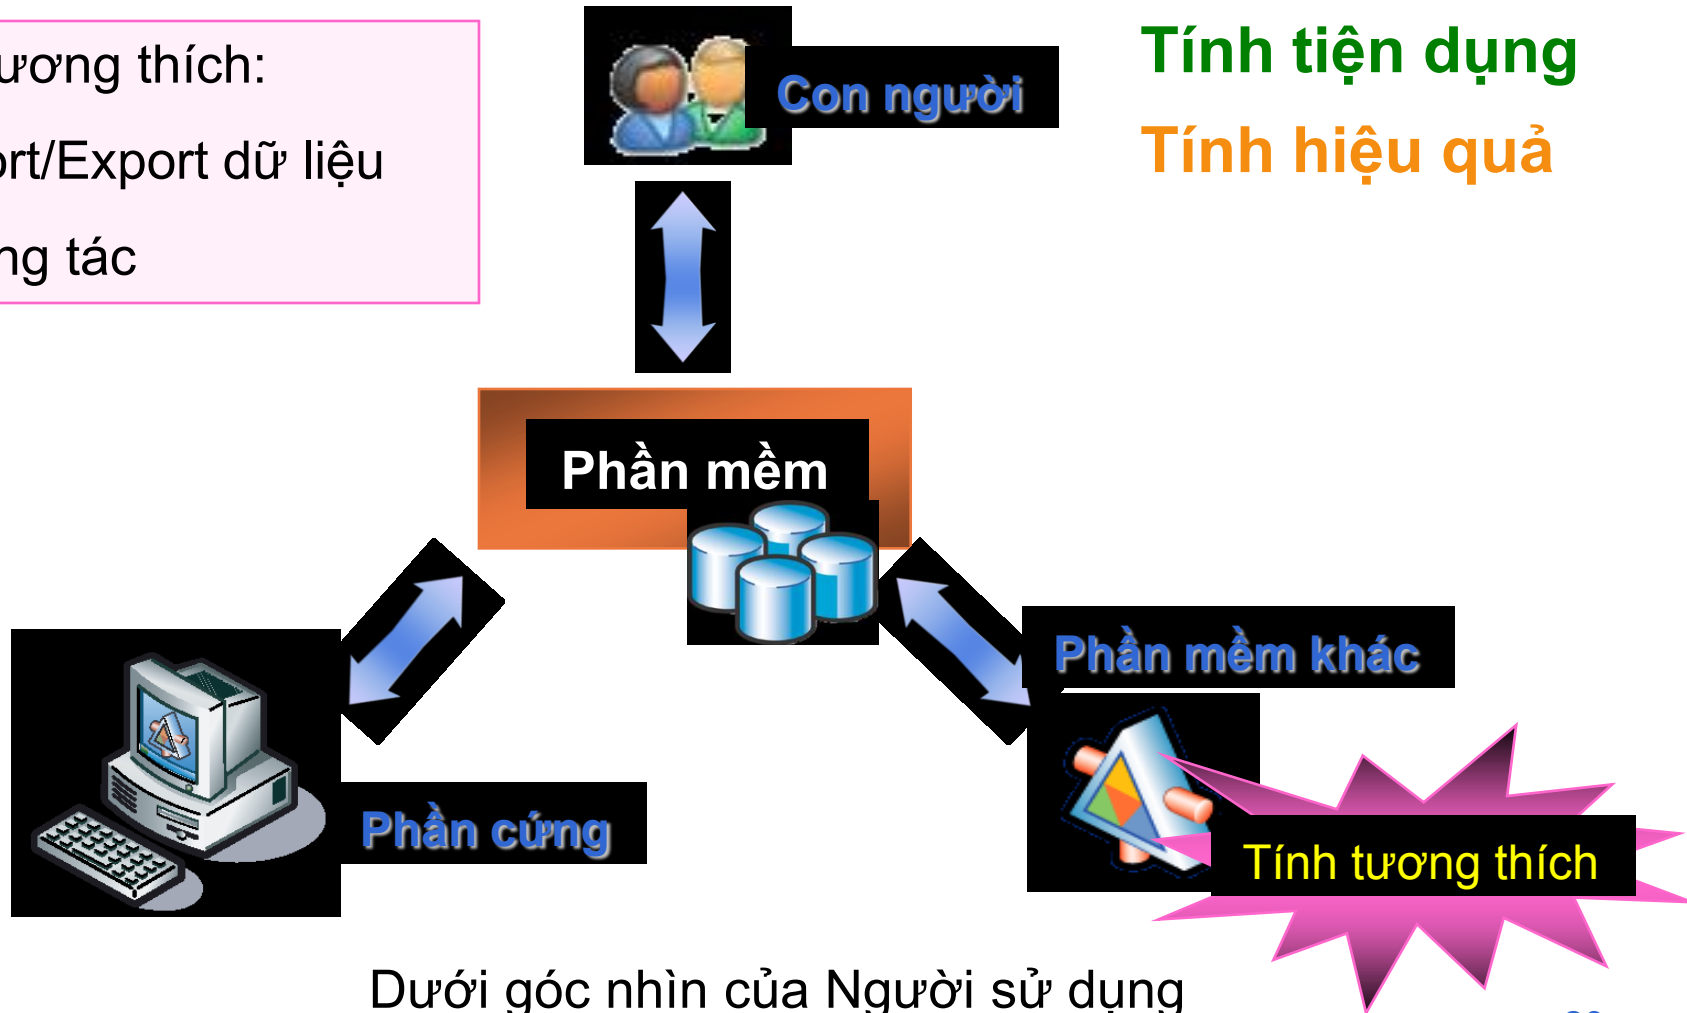 ương thích:
ort/Export dữ liệu
ng tác
Con người
Tính tiện dụng
Tính hiệu quả
Phần mềm
Phần mềm khác
Phần cứng
Tính tương thích
Dưới góc nhìn của Người sử dụng